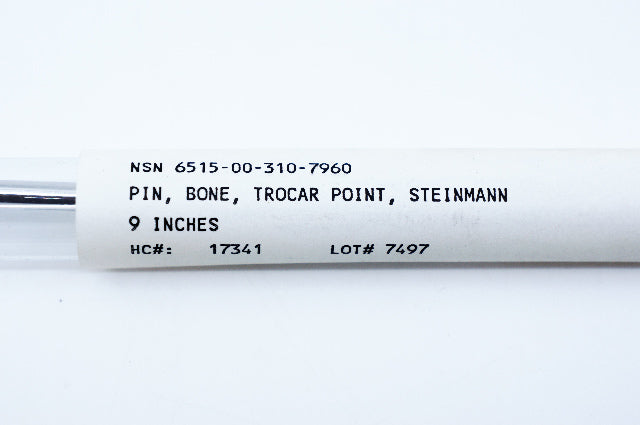 NSN 6515-00-310-7960
PIN, BONE, TROCAR POINT, STEINMANN
9 INCHES
HC#: 17341 LOT# 7497